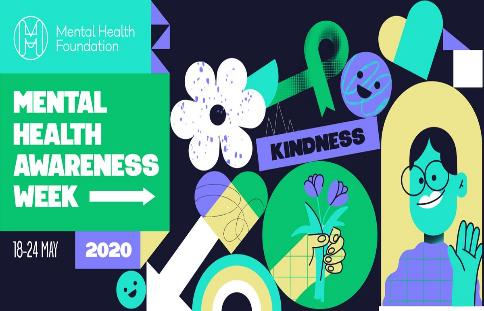 Mental Health
Foundation
MENTAL
HEALTH
AWARENESS
WEEK
18-24 MAY
2020
KINDNESS